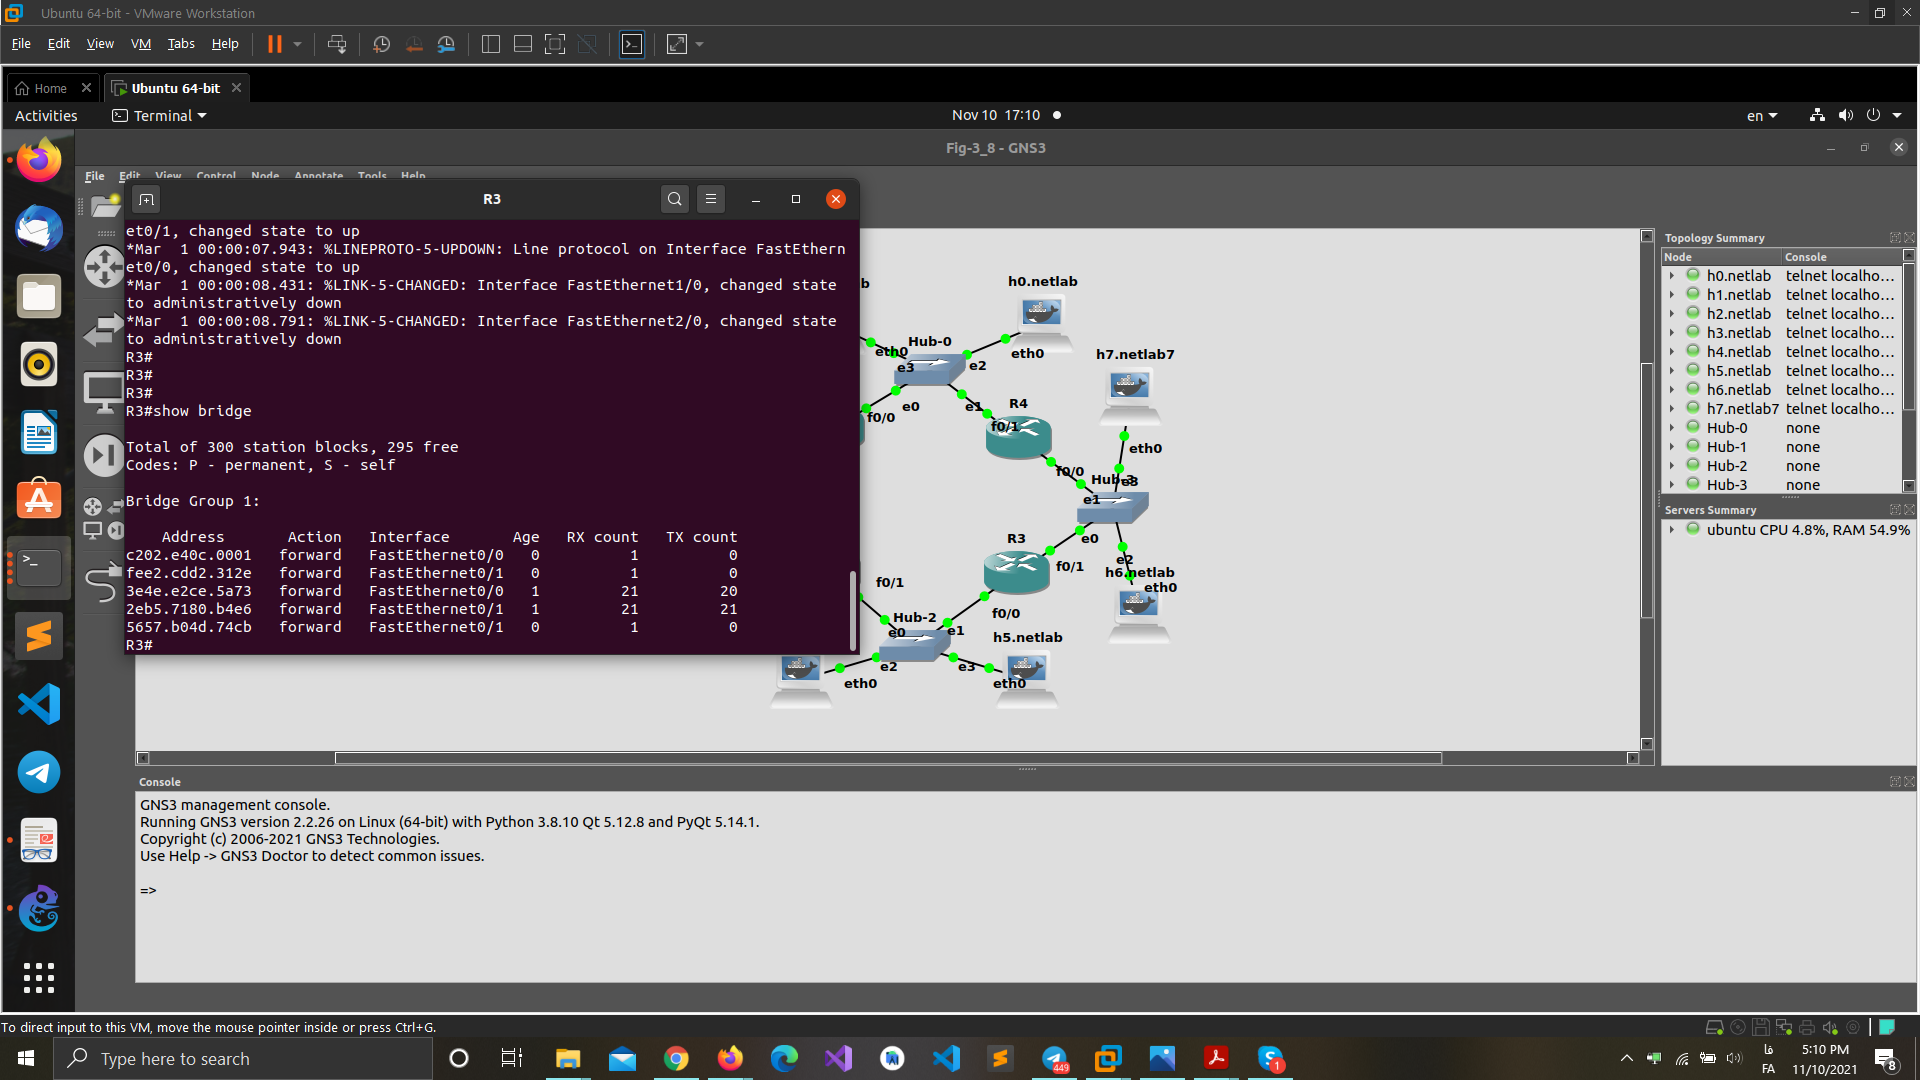 Ubuntu 64-bit - VMware Workstation
File Edit View VM Tabs Help
Home
Ubuntu 64-bit
Activities
Terminal
Nov 10 17:10
en
Fig-3_8 - GNS3
File Edit View Control Node Annotate Tools Help
R3
et0/1, changed state to up
*Mar  1 00:00:07.943: %LINEPROTO-5-UPDOWN: Line protocol on Interface FastEthern
et0/0, changed state to up
*Mar  1 00:00:08.431: %LINK-5-CHANGED: Interface FastEthernet1/0, changed state
to administratively down
*Mar  1 00:00:08.791: %LINK-5-CHANGED: Interface FastEthernet2/0, changed state
to administratively down
R3#
R3#
R3#
R3#show bridge
Total of 300 station blocks, 295 free
Codes: P - permanent, S - self
Bridge Group 1:
Address Action Interface Age RX count TX count
c202.e40c.0001 forward FastEthernet0/0 0 1 0
fee2.cdd2.312e forward FastEthernet0/1 0 1 0
3e4e.e2ce.5a73 forward FastEthernet0/0 1 21 20
2eb5.7180.b4e6 forward FastEthernet0/1 1 21 21
5657.b04d.74cb forward FastEthernet0/1 0 1 0
R3#
b
h0.netlab
Hub-0
eth0
eth0
e3
e2
h7.netlab7
e0
e1
R4
f0/0
f0/1
eth0
f0/0
Hub-3
e3
e1
e0
R3
e2
f0/1
h6.netlab
f0/1
eth0
f0/0
Hub-2
e0
e1
h5.netlab
e2
e3
eth0
eth0
Topology Summary
Node Console
h0.netlab telnet localho...
h1.netlab telnet localho...
h2.netlab telnet localho...
h3.netlab telnet localho...
h4.netlab telnet localho...
h5.netlab telnet localho...
h6.netlab telnet localho...
h7.netlab7 telnet localho...
Hub-0 none
Hub-1 none
Hub-2 none
Hub-3 none
Servers Summary
ubuntu CPU 4.8%, RAM 54.9%
Console
GNS3 management console.
Running GNS3 version 2.2.26 on Linux (64-bit) with Python 3.8.10 Qt 5.12.8 and PyQt 5.14.1.
Copyright (c) 2006-2021 GNS3 Technologies.
Use Help -> GNS3 Doctor to detect common issues.
=>
To direct input to this VM, move the mouse pointer inside or press Ctrl+G.
Type here to search
449
1
فا
FA
5:10 PM
11/10/2021
8